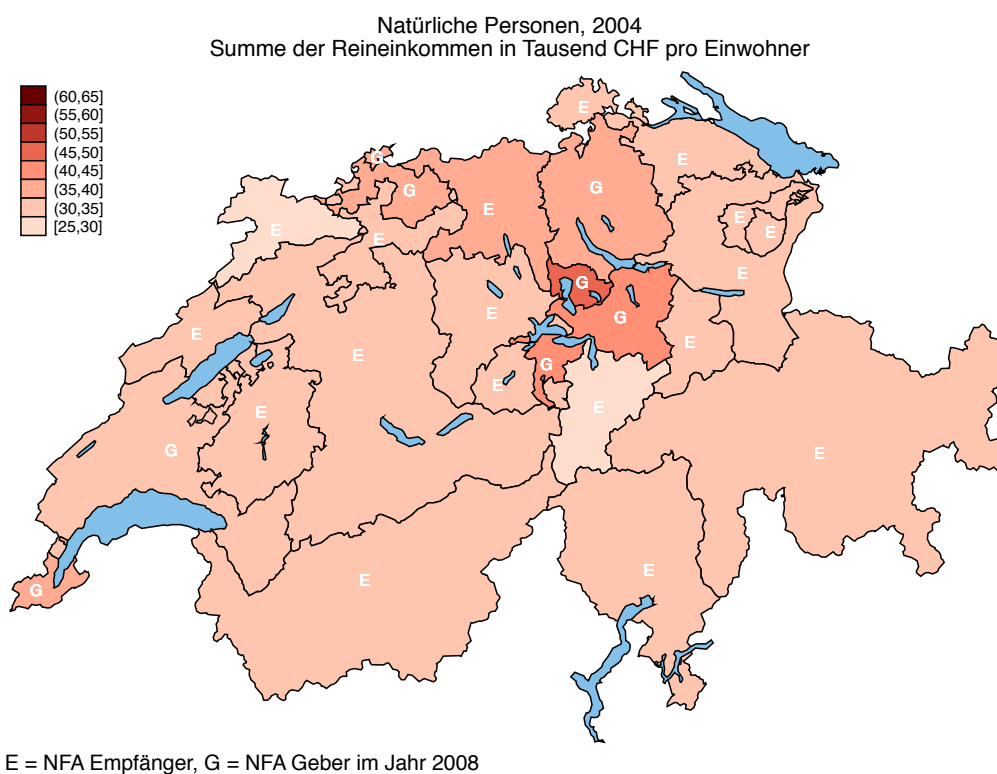 Natürliche Personen, 2004
Summe der Reineinkommen in Tausend CHF pro Einwohner
(60,65]
(55,60]
(50,55]
(45,50]
(40,45]
(35,40]
(30,35]
[25,30]
E
G
E
G
G
E
E
E
E
E
E
E
G
E
G
E
E
E
G
E
E
E
G
E
E
G
E = NFA Empfänger, G = NFA Geber im Jahr 2008